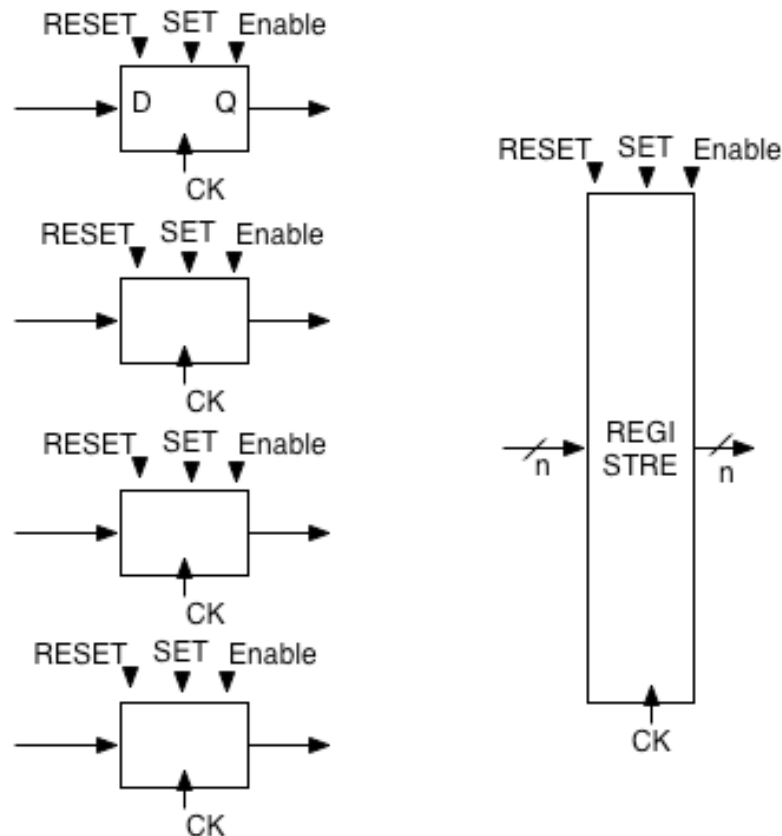 RESET SET Enable
D Q
CK
RESET SET Enable
CK
RESET SET Enable
CK
RESET SET Enable
CK
RESET SET Enable
REGI
STRE
n n
CK